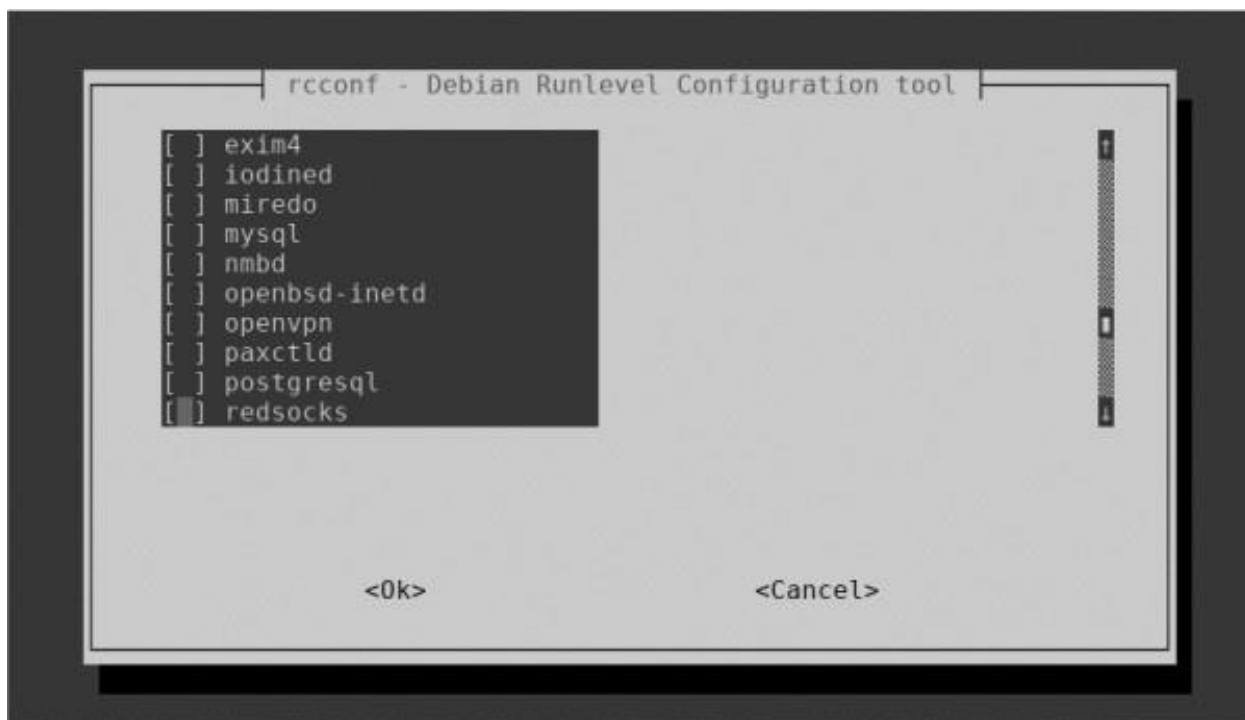 rcconf - Debian Runlevel Configuration tool
[ ] exim4
[ ] iodined
[ ] miredo
[ ] mysql
[ ] nmbd
[ ] openbsd-inetd
[ ] openvpn
[ ] paxctld
[ ] postgresql
[ ] redsocks
<Ok> <Cancel>